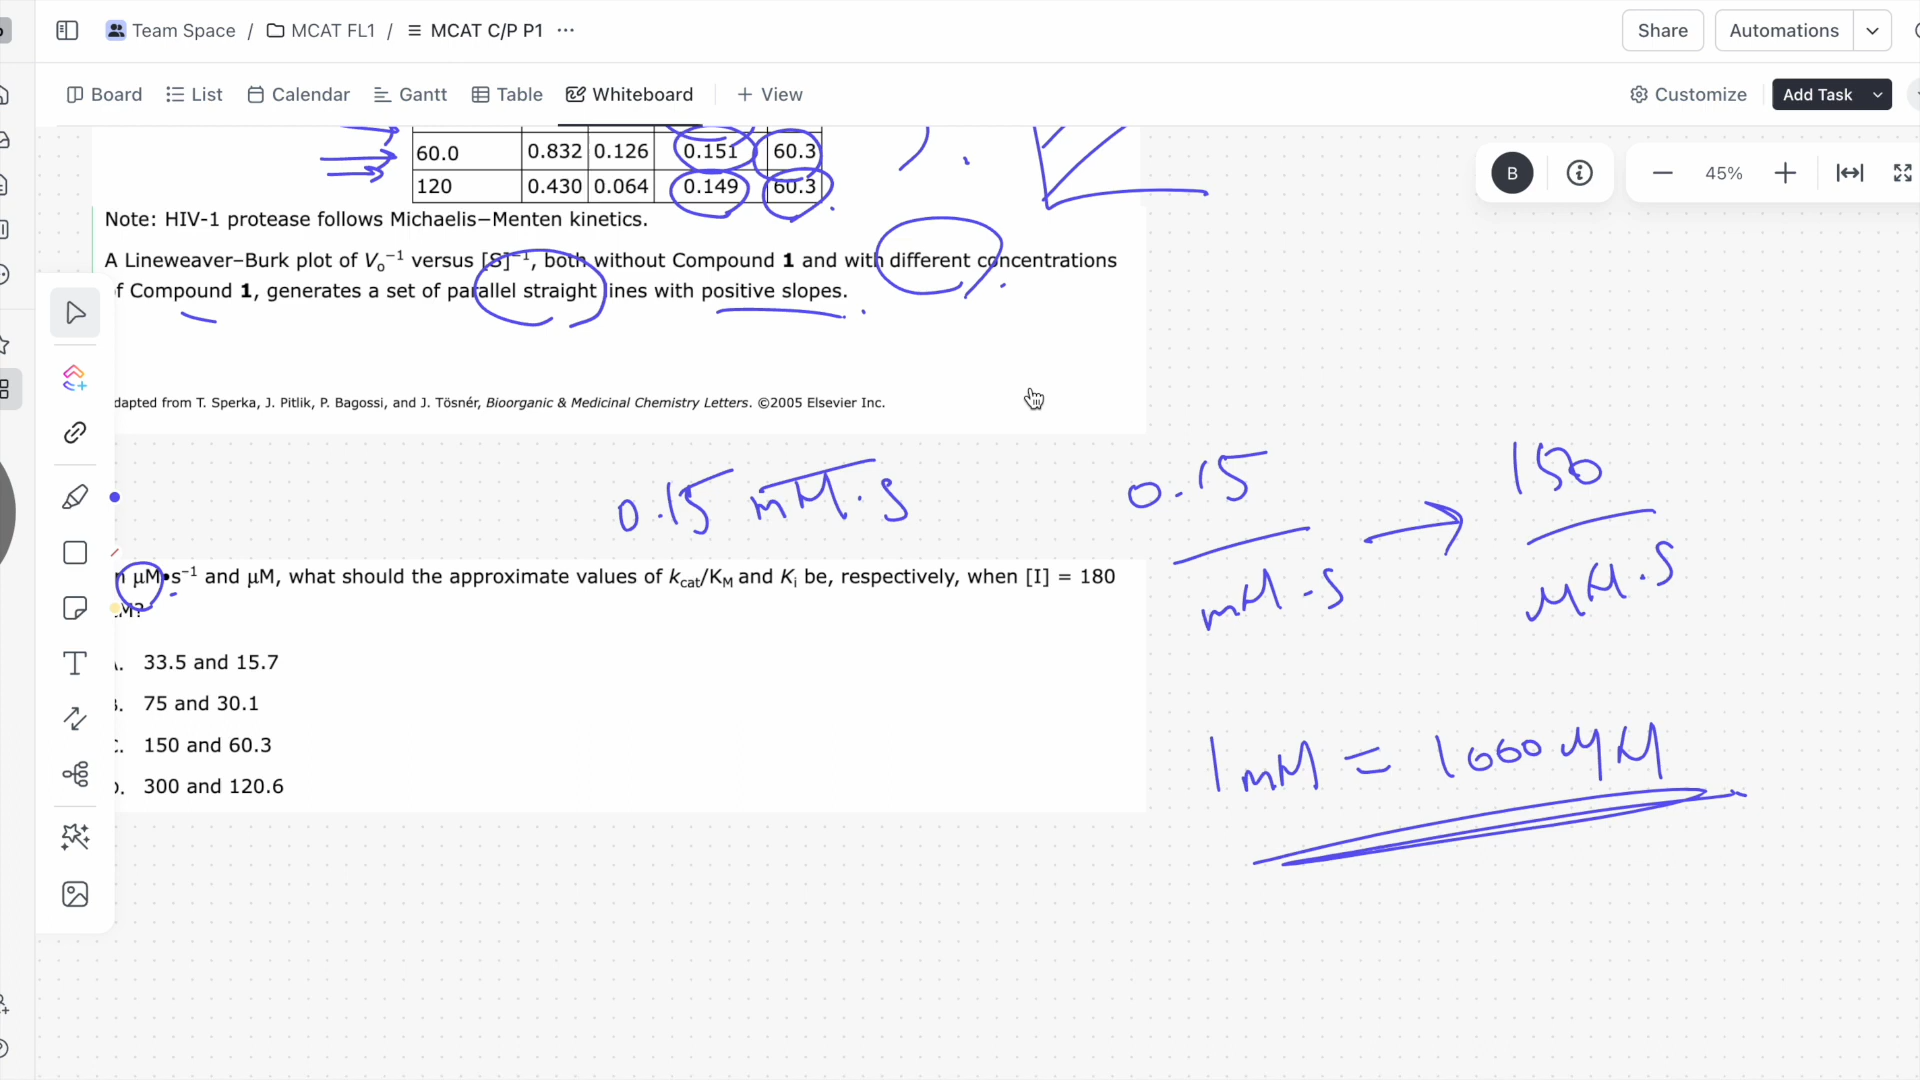 Team Space / MCAT FL1 / MCAT C/P P1 ...
Share
Automations
Board
List
Calendar
Gantt
Table
Whiteboard
+ View
Customize
Add Task
60.0 0.832 0.126 0.151 60.3
120 0.430 0.064 0.149 60.3
B
45%
Note: HIV-1 protease follows Michaelis–Menten kinetics.
A Lineweaver–Burk plot of Vo⁻¹ versus [S]⁻¹, both without Compound 1 and with different concentrations
f Compound 1, generates a set of parallel straight lines with positive slopes.
dapted from T. Sperka, J. Pitlik, P. Bagossi, and J. Tösnér, Bioorganic & Medicinal Chemistry Letters. ©2005 Elsevier Inc.
0.15 mM·s
0.15
mM·s
150
μM·s
n μM•s⁻¹ and μM, what should the approximate values of kcat/KM and Ki be, respectively, when [I] = 180
M?
33.5 and 15.7
75 and 30.1
C. 150 and 60.3
300 and 120.6
1 mM = 1000 μM
T